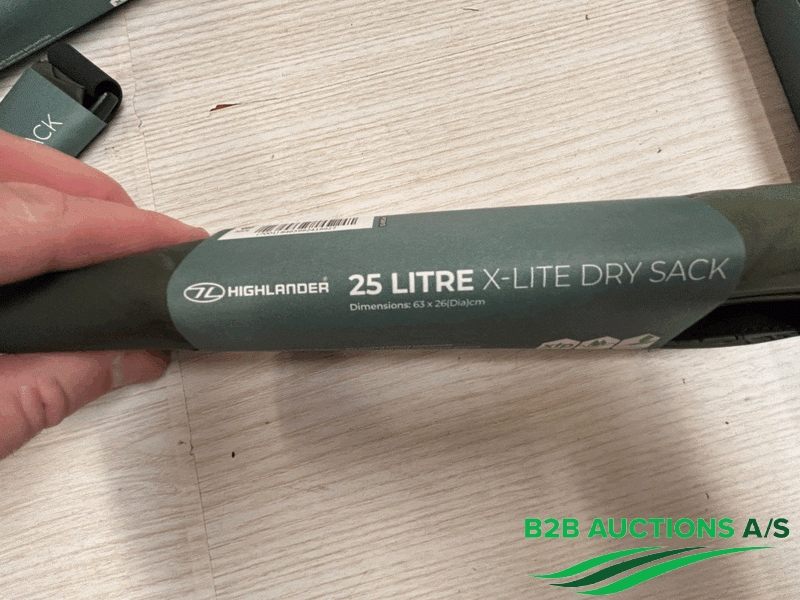 ACK
HIGHLANDER®
25 LITRE X-LITE DRY SACK
Dimensions: 63 x 26(Dia)cm
B2B AUCTIONS A/S